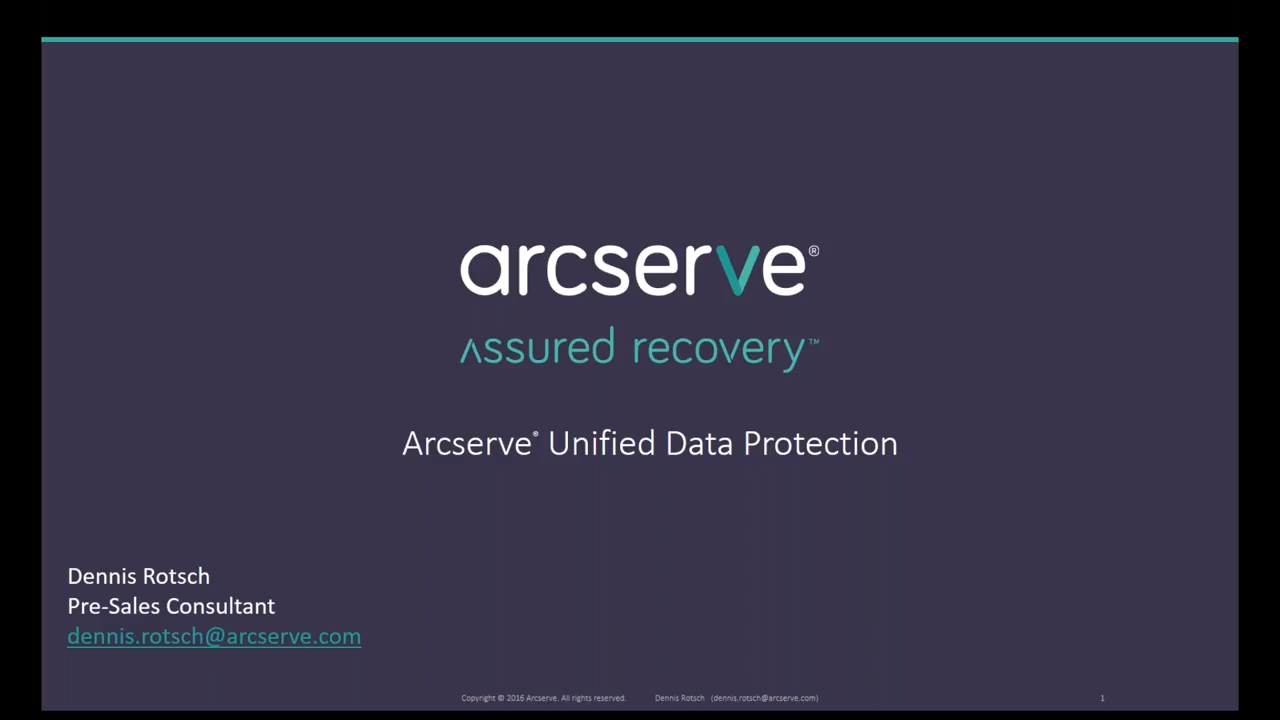 arcserve®
Assured recovery™
Arcserve® Unified Data Protection
Dennis Rotsch
Pre-Sales Consultant
dennis.rotsch@arcserve.com
Copyright © 2016 Arcserve. All rights reserved. Dennis Rotsch (dennis.rotsch@arcserve.com) 1